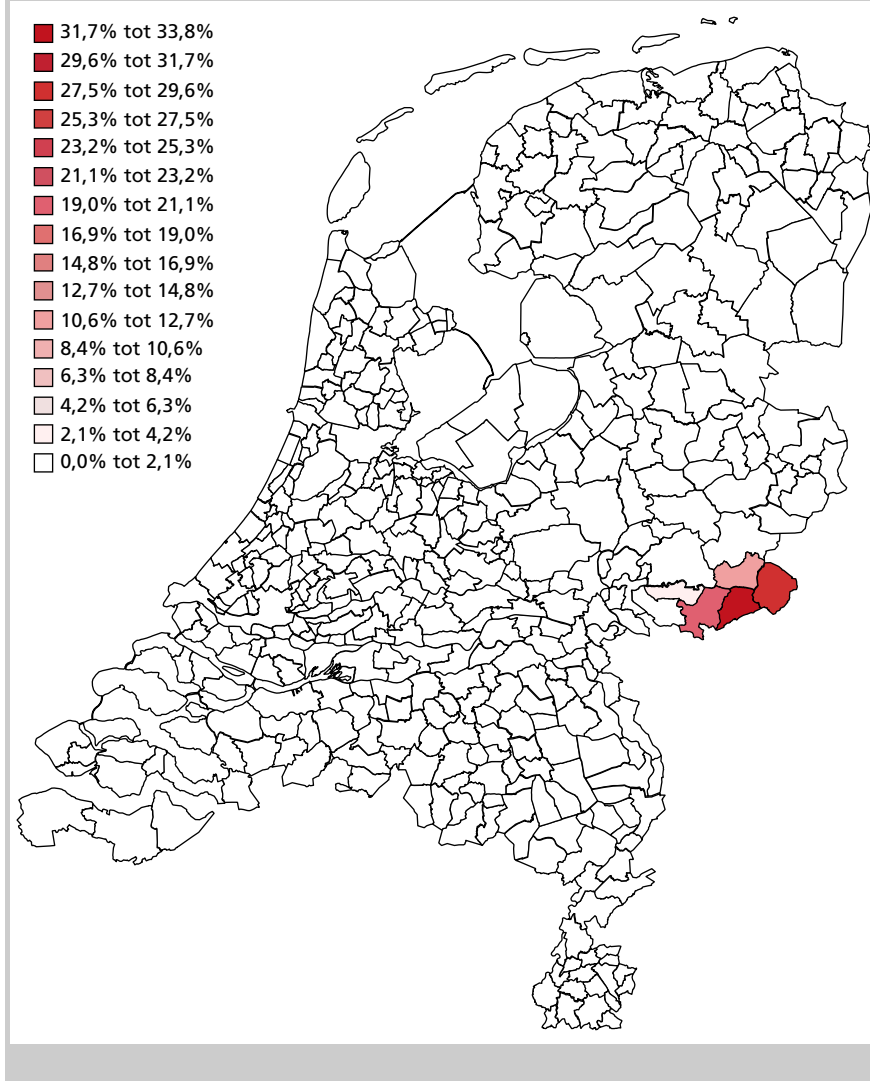 31,7% tot 33,8%
29,6% tot 31,7%
27,5% tot 29,6%
25,3% tot 27,5%
23,2% tot 25,3%
21,1% tot 23,2%
19,0% tot 21,1%
16,9% tot 19,0%
14,8% tot 16,9%
12,7% tot 14,8%
10,6% tot 12,7%
8,4% tot 10,6%
6,3% tot 8,4%
4,2% tot 6,3%
2,1% tot 4,2%
0,0% tot 2,1%